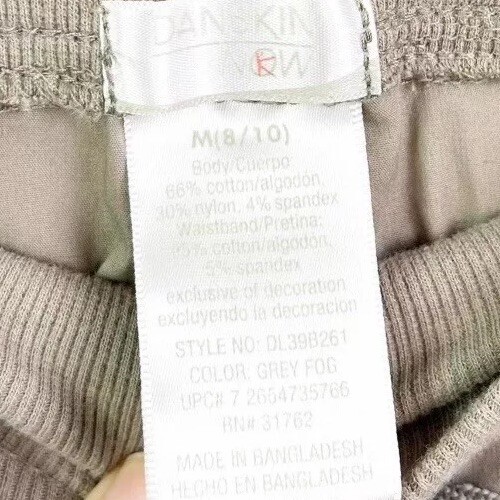 DANSKIN
NOW
M(8/10)
Body/Cuerpo
66% cotton/algodón,
30% nylon, 4% spandex
Waistband/Pretina:
95% cotton/algodón,
5% spandex
exclusive of decoration
excluyendo la decoracion
STYLE NO: DL39B261
COLOR: GREY FOG
UPC# 7 2654735766
RN# 31762
MADE IN BANGLADESH
HECHO EN BANGLADESH